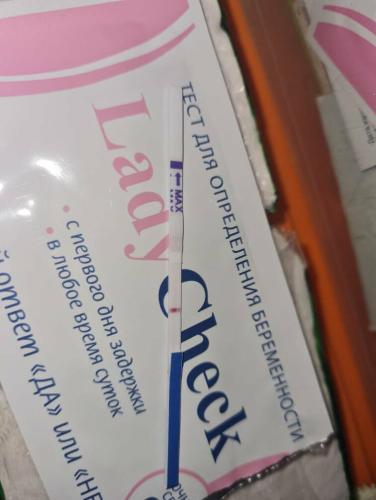 ТЕСТ ДЛЯ ОПРЕДЕЛЕНИЯ БЕРЕМЕННОСТИ
Lady Check
MAX
• с первого дня задержки
• в любое время суток
ответ «ДА» или «НЕ